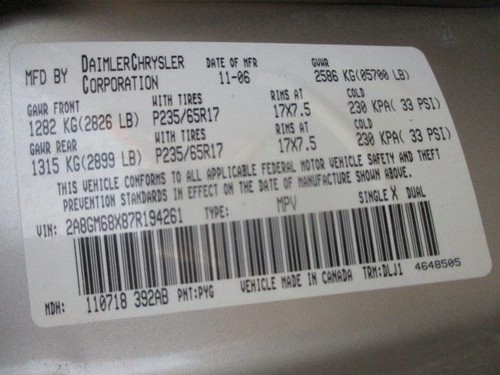 MFD BY DAIMLERCHRYSLER CORPORATION DATE OF MFR 11-06 GVWR 2586 KG(05700 LB)
GAWR FRONT WITH TIRES RIMS AT COLD
1282 KG(2826 LB) P235/65R17 17X7.5 230 KPA( 33 PSI)
GAWR REAR WITH TIRES RIMS AT COLD
1315 KG(2899 LB) P235/65R17 17X7.5 230 KPA( 33 PSI)
THIS VEHICLE CONFORMS TO ALL APPLICABLE FEDERAL MOTOR VEHICLE SAFETY AND THEFT
PREVENTION STANDARDS IN EFFECT ON THE DATE OF MANUFACTURE SHOWN ABOVE.
VIN: 2A8GM68X87R194261 TYPE: MPV SINGLE X DUAL
MDH: 110718 392AB PNT:PYG VEHICLE MADE IN CANADA TRM:DLJ1 4648505